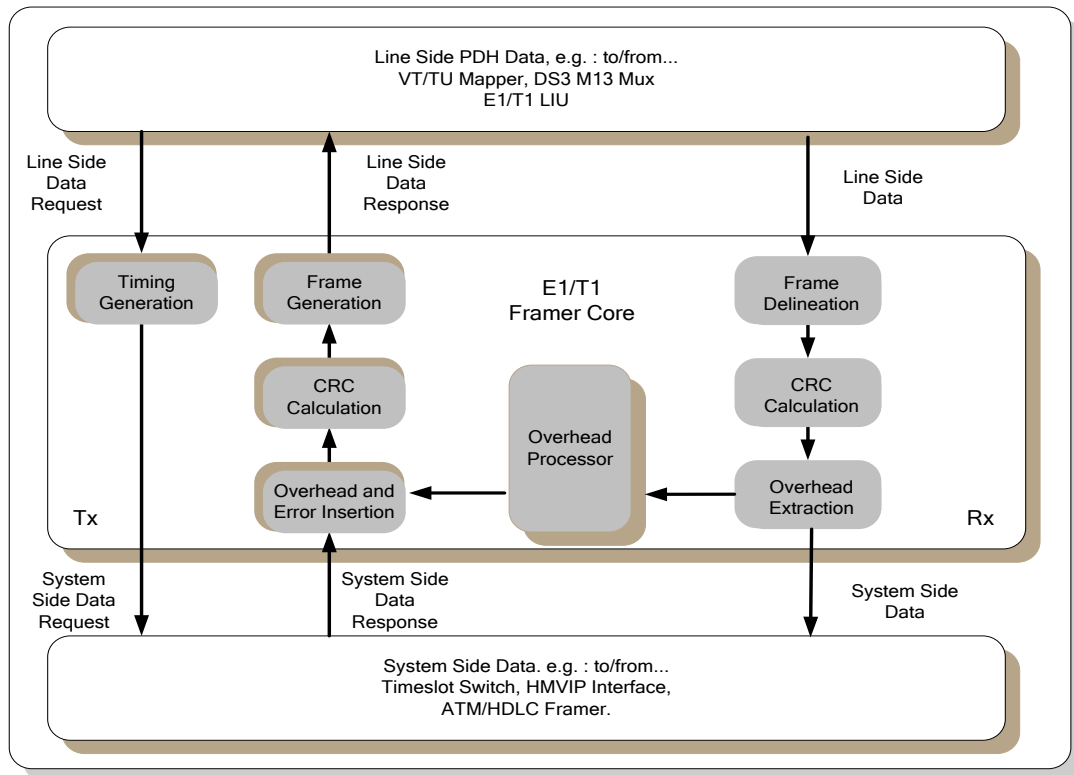 Line Side PDH Data, e.g. : to/from...
VT/TU Mapper, DS3 M13 Mux
E1/T1 LIU
Line Side
Data
Request
Line Side
Data
Response
Line Side
Data
Timing
Generation
Frame
Generation
E1/T1
Framer Core
Frame
Delineation
CRC
Calculation
CRC
Calculation
Overhead
Processor
Overhead and
Error Insertion
Overhead
Extraction
Tx
Rx
System
Side Data
Request
System Side
Data
Response
System Side
Data
System Side Data. e.g. : to/from...
Timeslot Switch, HMVIP Interface,
ATM/HDLC Framer.